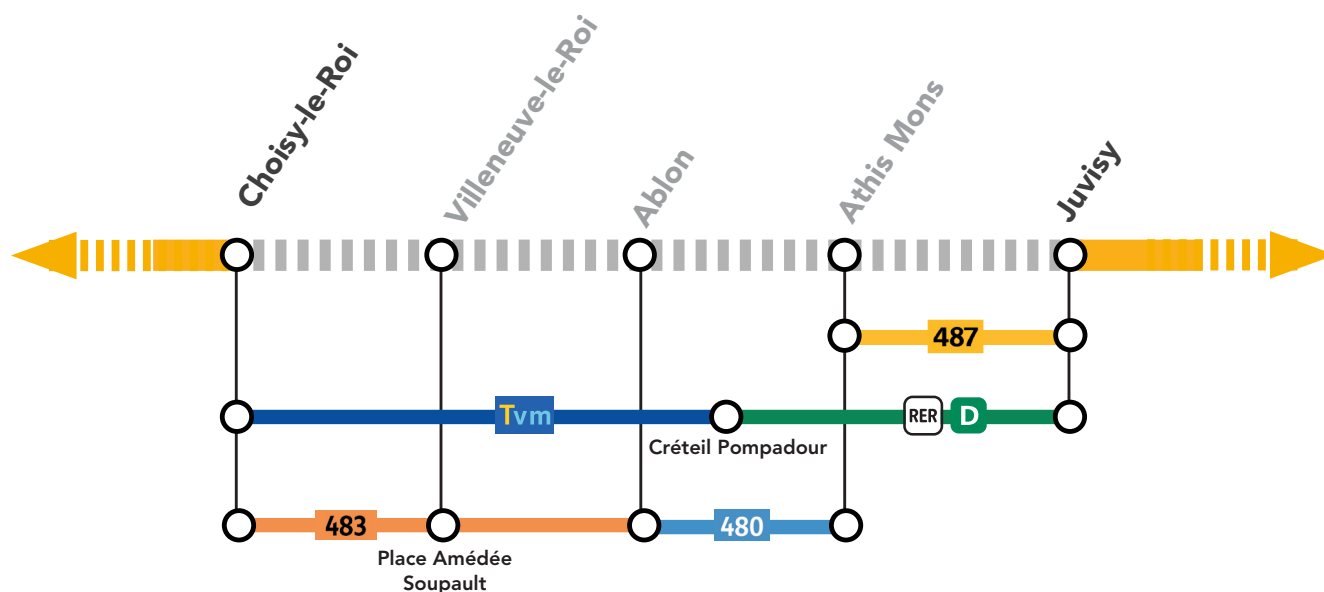 Choisy-le-Roi
Villeneuve-le-Roi
Ablon
Athis Mons
Juvisy
487
Tvm
RER D
Créteil Pompadour
483
480
Place Amédée
Soupault